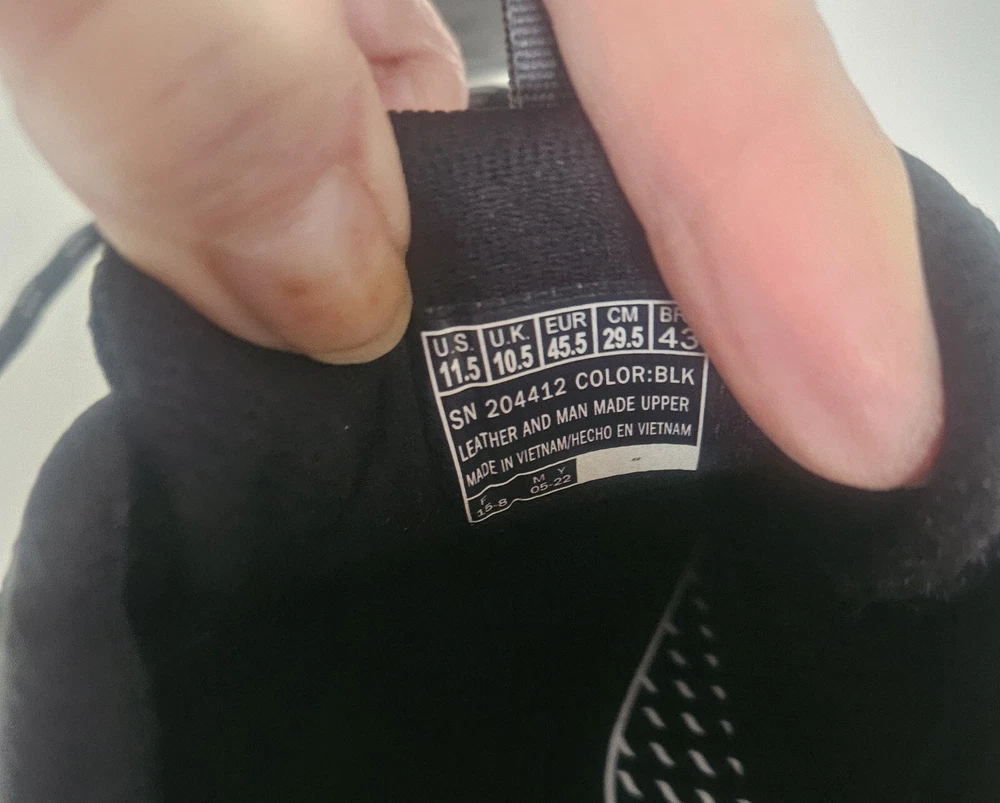 U.S. U.K. EUR CM BR
11.5 10.5 45.5 29.5 43
SN 204412 COLOR:BLK
LEATHER AND MAN MADE UPPER
MADE IN VIETNAM/HECHO EN VIETNAM
F M Y
15-8 05-22